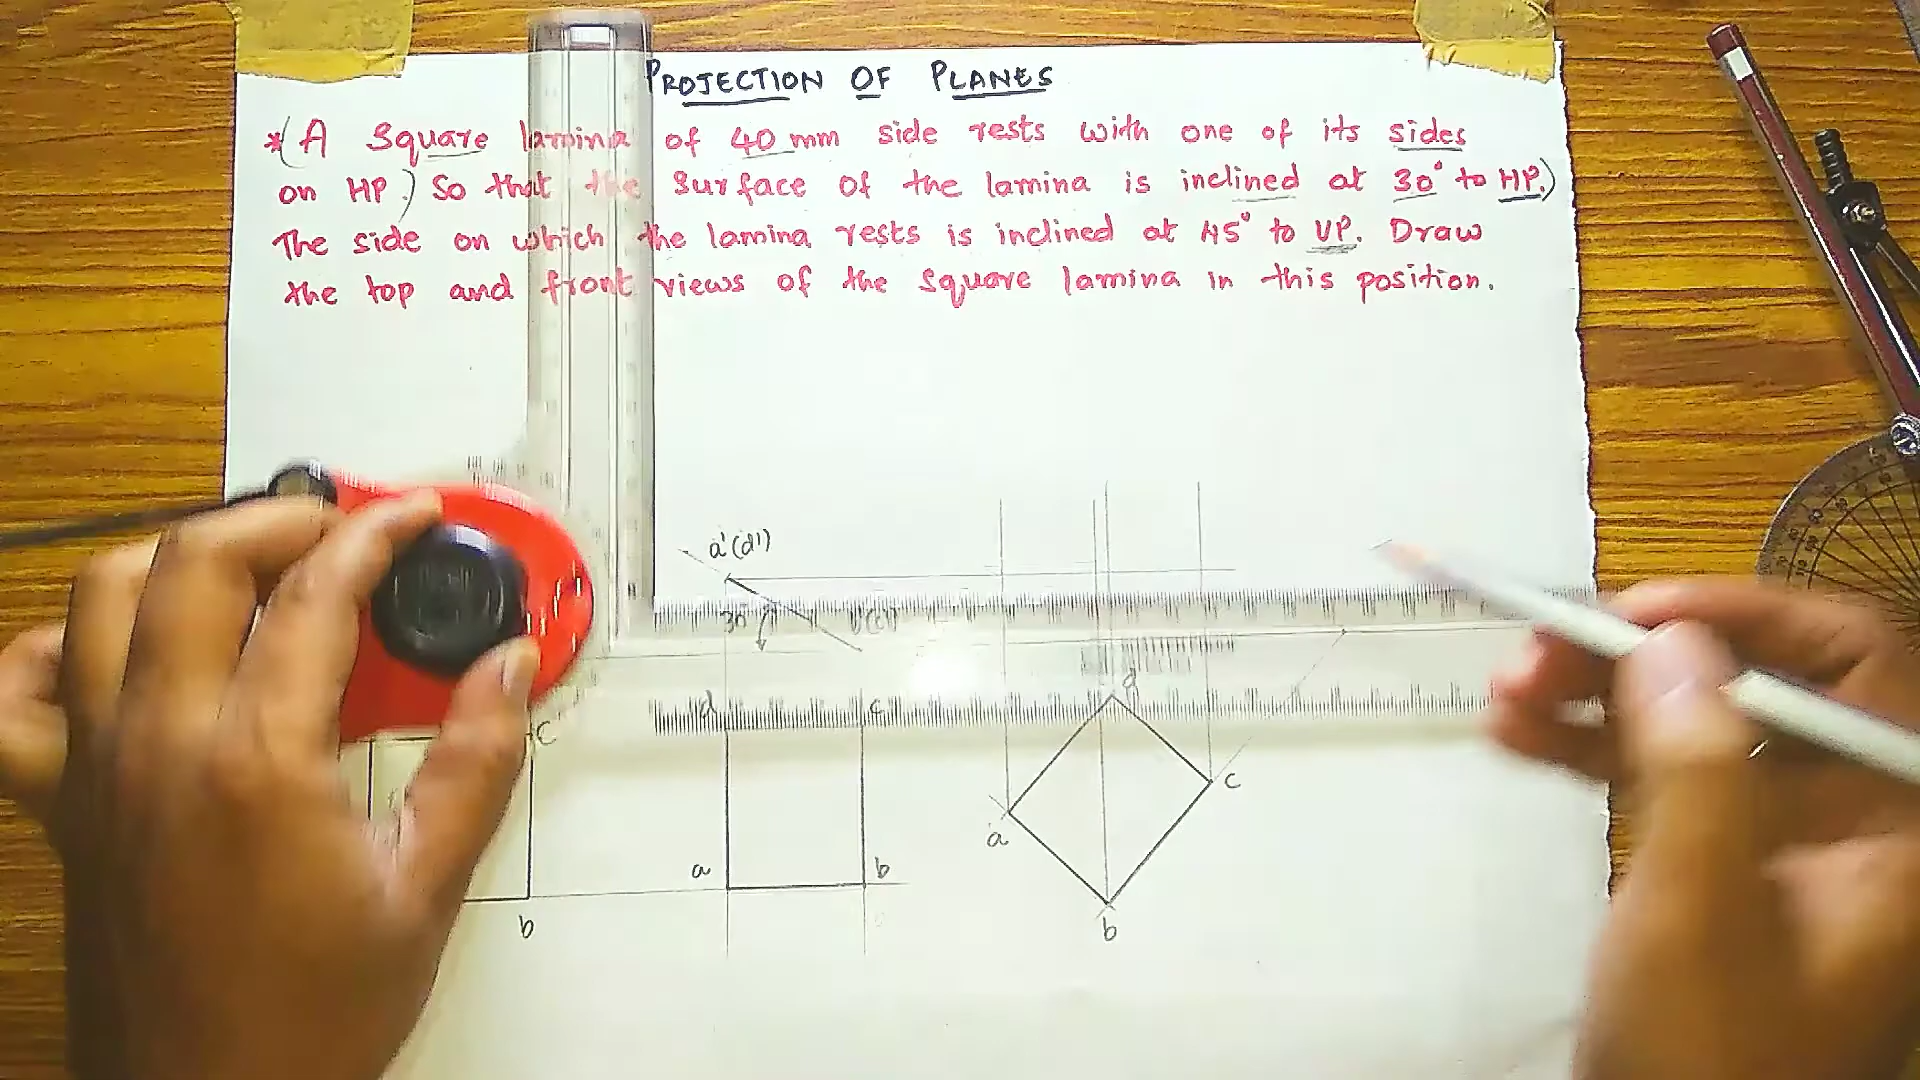 PROJECTION OF PLANES
*(A square lamina of 40 mm side rests with one of its sides
on HP.) So that the surface of the lamina is inclined at 30° to HP.)
The side on which the lamina rests is inclined at 45° to VP. Draw
the top and front views of the square lamina in this position.
a'(d')
d
c
d
c
c
a
b
a
b
b